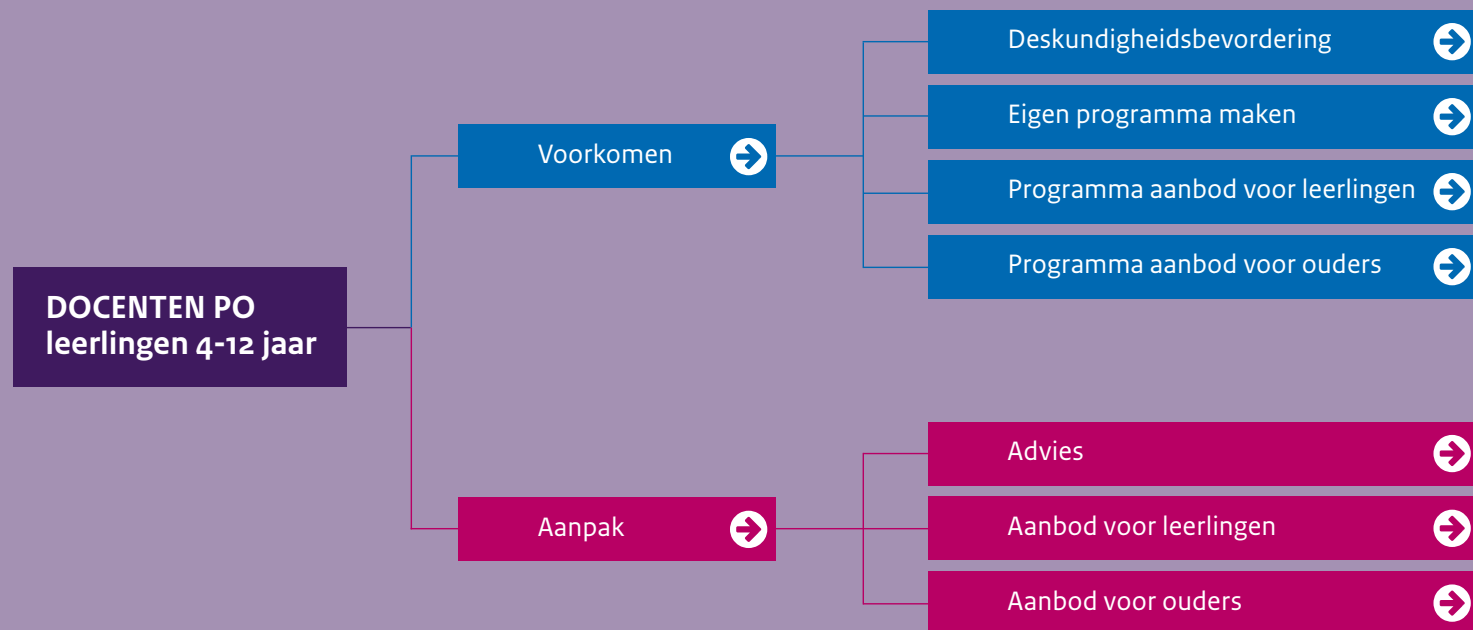 DOCENTEN PO
leerlingen 4-12 jaar
Voorkomen
Deskundigheidsbevordering
Eigen programma maken
Programma aanbod voor leerlingen
Programma aanbod voor ouders
Aanpak
Advies
Aanbod voor leerlingen
Aanbod voor ouders